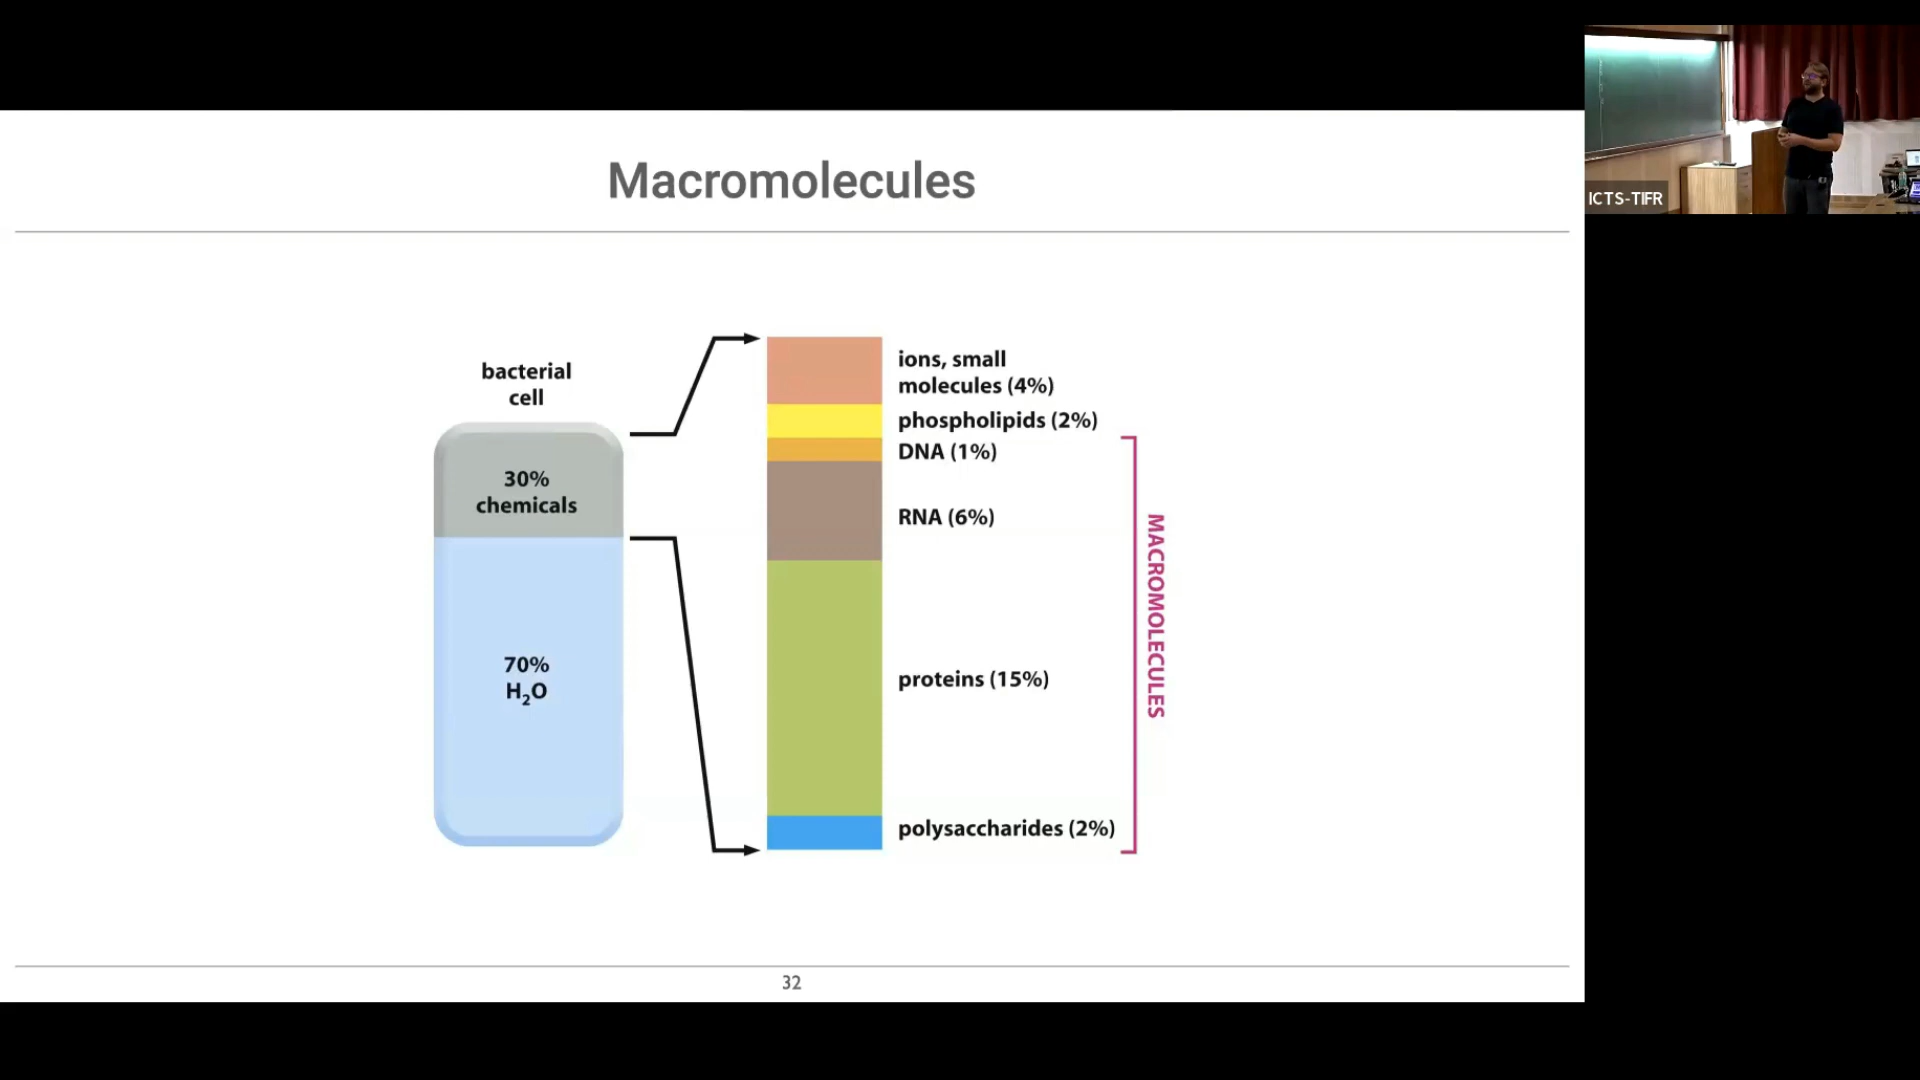 Macromolecules
ICTS-TIFR
bacterial
cell
30%
chemicals
70%
H₂O
ions, small
molecules (4%)
phospholipids (2%)
DNA (1%)
RNA (6%)
proteins (15%)
polysaccharides (2%)
MACROMOLECULES
32